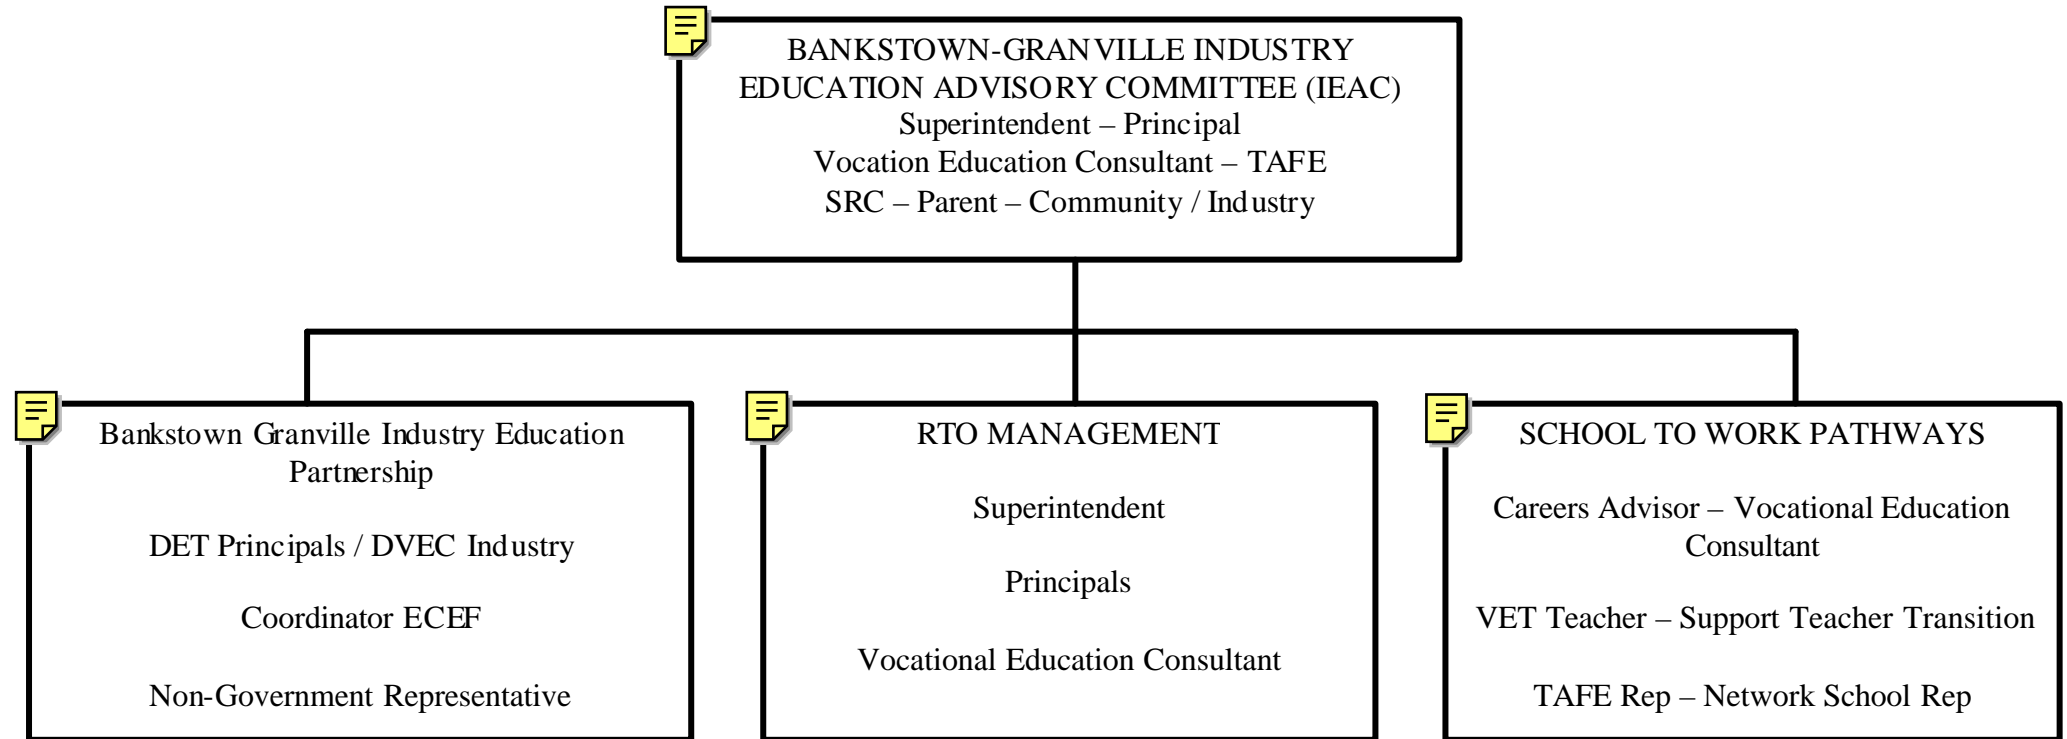 BANKSTOWN-GRANVILLE INDUSTRY
EDUCATION ADVISORY COMMITTEE (IEAC)
Superintendent – Principal
Vocation Education Consultant – TAFE
SRC – Parent – Community / Industry
Bankstown Granville Industry Education
Partnership
DET Principals / DVEC Industry
Coordinator ECEF
Non-Government Representative
RTO MANAGEMENT
Superintendent
Principals
Vocational Education Consultant
SCHOOL TO WORK PATHWAYS
Careers Advisor – Vocational Education
Consultant
VET Teacher – Support Teacher Transition
TAFE Rep – Network School Rep